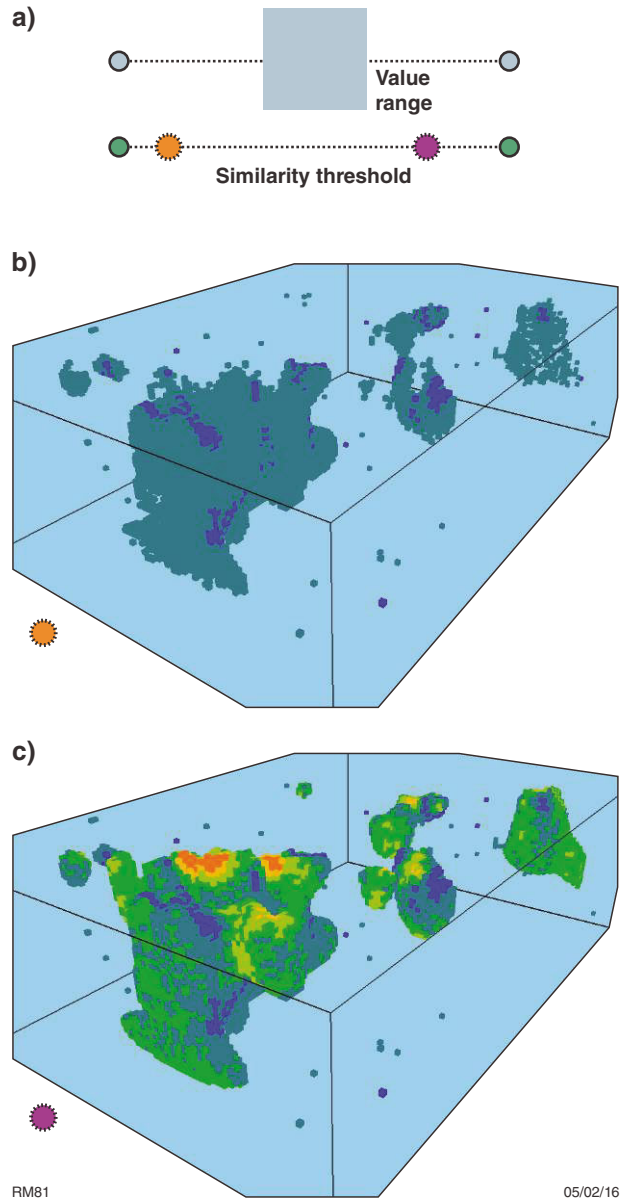 a)
Value
range
Similarity threshold
b)
c)
RM81
05/02/16